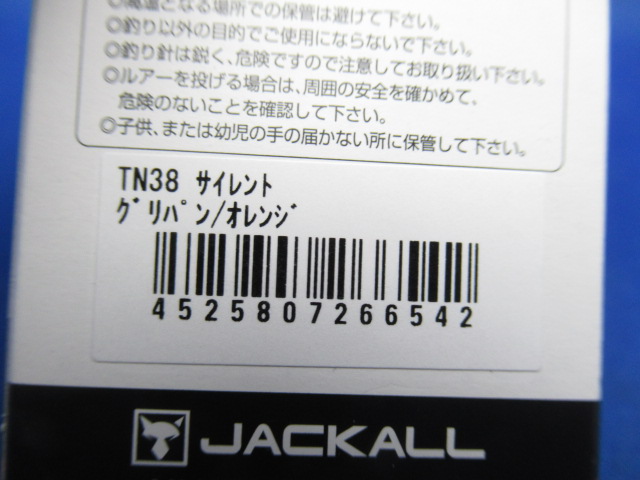 ◎高温となる場所での保管は避けて下さい。
◎釣り以外の目的でご使用にならないで下さい。
◎釣り針は鋭く、危険ですので注意してお取り扱い下さい。
◎ルアーを投げる場合は、周囲の安全を確かめて、
危険のないことを確認して下さい。
◎子供、または幼児の手の届かない所に保管して下さい。
TN38 サイレント
グリパン/オレンジ
4525807266542
JACKALL